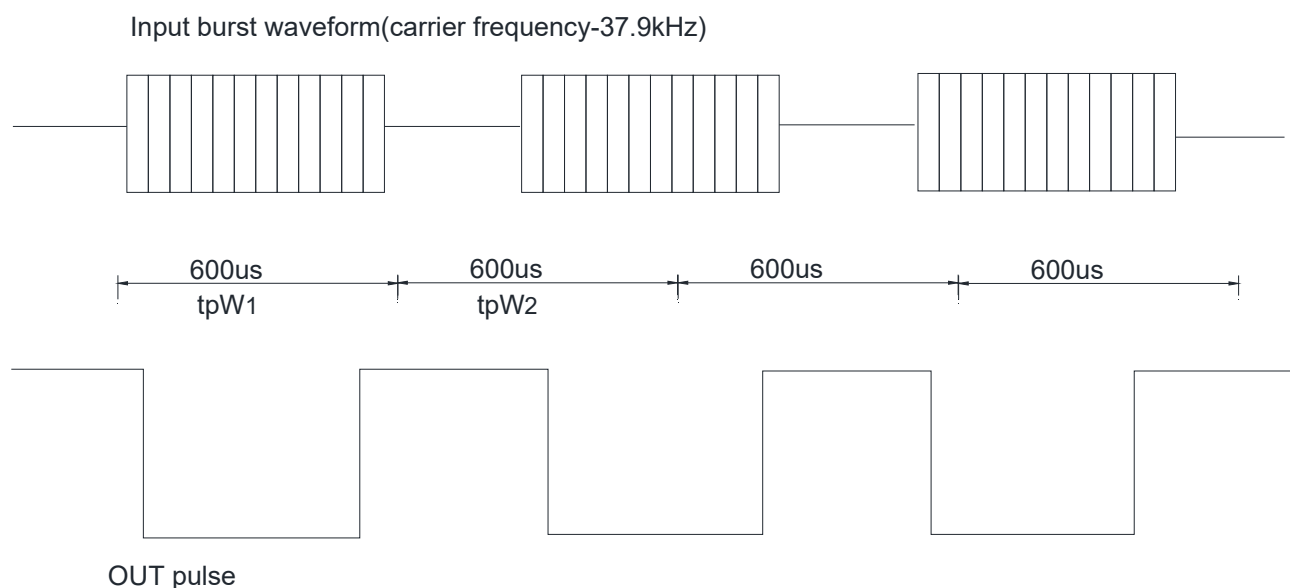 Input burst waveform(carrier frequency-37.9kHz)
600us 600us 600us 600us
tpW1 tpW2
OUT pulse